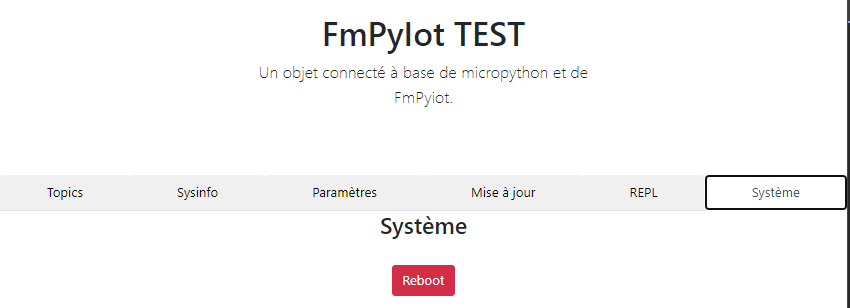 FmPyIot TEST
Un objet connecté à base de micropython et de
FmPyiot.
Topics Sysinfo Paramètres Mise à jour REPL Système
Système
Reboot